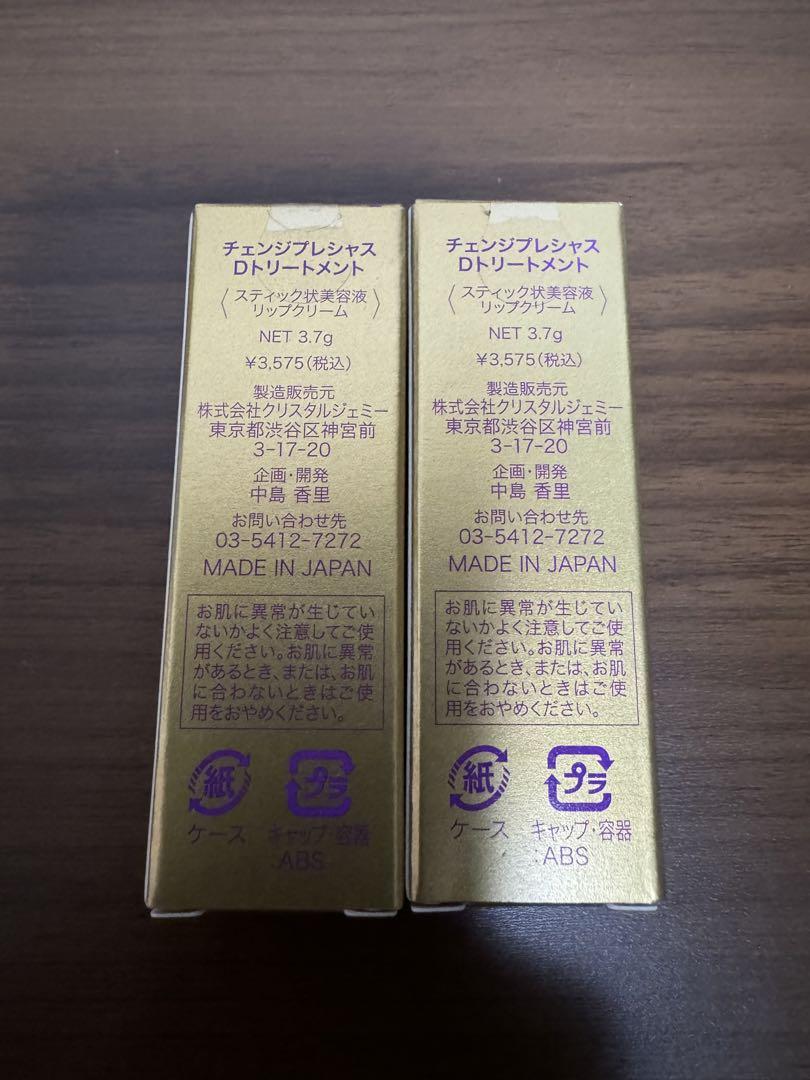 チェンジプレシャス
Dトリートメント
〈スティック状美容液
リップクリーム〉
NET 3.7g
¥3,575(税込)
製造販売元
株式会社クリスタルジェミー
東京都渋谷区神宮前
3-17-20
企画・開発
中島 香里
お問い合わせ先
03-5412-7272
MADE IN JAPAN
お肌に異常が生じてい
ないかよく注意してご使
用ください。お肌に異常
があるとき、または、お肌
に合わないときはご使
用をおやめください。
紙 プラ
ケース キャップ・容器
:ABS
チェンジプレシャス
Dトリートメント
〈スティック状美容液
リップクリーム〉
NET 3.7g
¥3,575(税込)
製造販売元
株式会社クリスタルジェミー
東京都渋谷区神宮前
3-17-20
企画・開発
中島 香里
お問い合わせ先
03-5412-7272
MADE IN JAPAN
お肌に異常が生じてい
ないかよく注意してご使
用ください。お肌に異常
があるとき、または、お肌
に合わないときはご使
用をおやめください。
紙 プラ
ケース キャップ・容器
:ABS